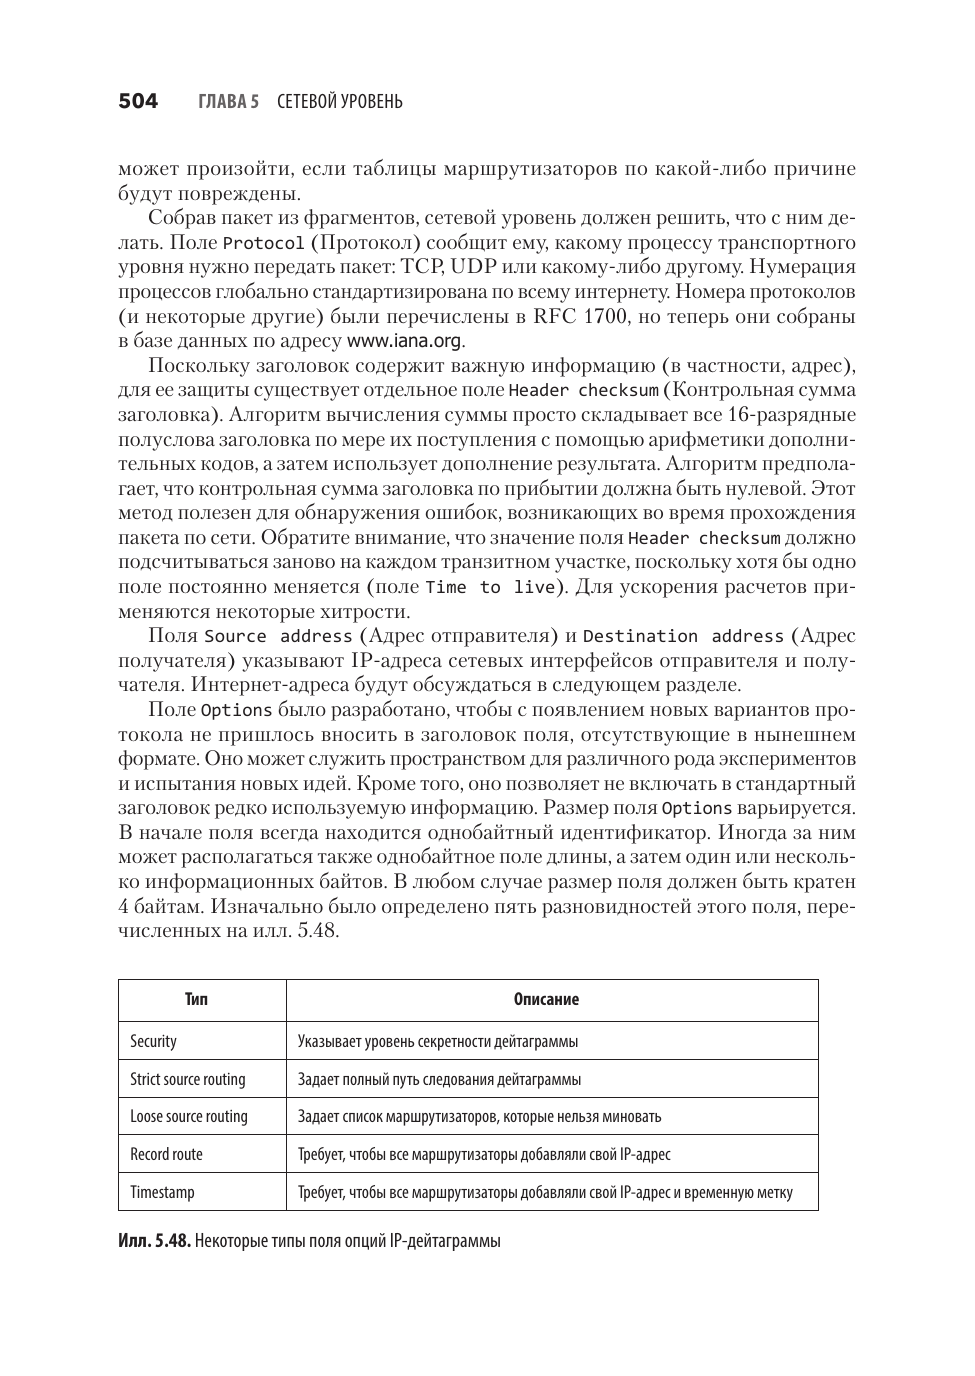 504 ГЛАВА 5 СЕТЕВОЙ УРОВЕНЬ
может произойти, если таблицы маршрутизаторов по какой-либо причине
будут повреждены.
Собрав пакет из фрагментов, сетевой уровень должен решить, что с ним де-
лать. Поле Protocol (Протокол) сообщит ему, какому процессу транспортного
уровня нужно передать пакет: TCP, UDP или какому-либо другому. Нумерация
процессов глобально стандартизирована по всему интернету. Номера протоколов
(и некоторые другие) были перечислены в RFC 1700, но теперь они собраны
в базе данных по адресу www.iana.org.
Поскольку заголовок содержит важную информацию (в частности, адрес),
для ее защиты существует отдельное поле Header checksum (Контрольная сумма
заголовка). Алгоритм вычисления суммы просто складывает все 16-разрядные
полуслова заголовка по мере их поступления с помощью арифметики дополни-
тельных кодов, а затем использует дополнение результата. Алгоритм предпола-
гает, что контрольная сумма заголовка по прибытии должна быть нулевой. Этот
метод полезен для обнаружения ошибок, возникающих во время прохождения
пакета по сети. Обратите внимание, что значение поля Header checksum должно
подсчитываться заново на каждом транзитном участке, поскольку хотя бы одно
поле постоянно меняется (поле Time to live). Для ускорения расчетов при-
меняются некоторые хитрости.
Поля Source address (Адрес отправителя) и Destination address (Адрес
получателя) указывают IP-адреса сетевых интерфейсов отправителя и полу-
чателя. Интернет-адреса будут обсуждаться в следующем разделе.
Поле Options было разработано, чтобы с появлением новых вариантов про-
токола не пришлось вносить в заголовок поля, отсутствующие в нынешнем
формате. Оно может служить пространством для различного рода экспериментов
и испытания новых идей. Кроме того, оно позволяет не включать в стандартный
заголовок редко используемую информацию. Размер поля Options варьируется.
В начале поля всегда находится однобайтный идентификатор. Иногда за ним
может располагаться также однобайтное поле длины, а затем один или несколь-
ко информационных байтов. В любом случае размер поля должен быть кратен
4 байтам. Изначально было определено пять разновидностей этого поля, пере-
численных на илл. 5.48.
Тип Описание
Security Указывает уровень секретности дейтаграммы
Strict source routing Задает полный путь следования дейтаграммы
Loose source routing Задает список маршрутизаторов, которые нельзя миновать
Record route Требует, чтобы все маршрутизаторы добавляли свой IP-адрес
Timestamp Требует, чтобы все маршрутизаторы добавляли свой IP-адрес и временную метку
Илл. 5.48. Некоторые типы поля опций IP-дейтаграммы